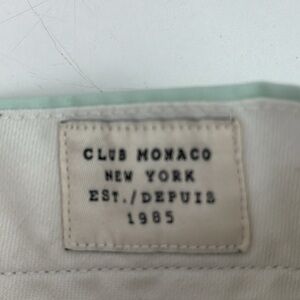 CLUB MONACO
NEW YORK
EST./DEPUIS
1985